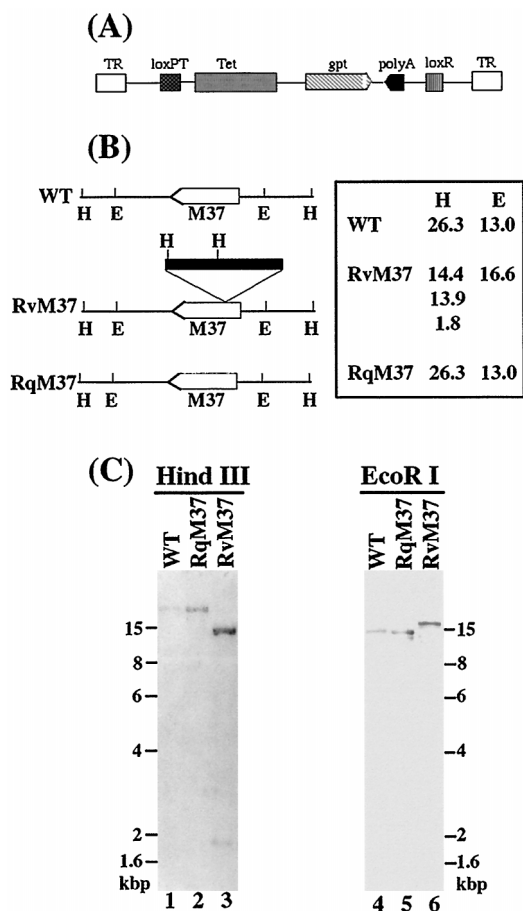 (A)
TR loxPT Tet gpt polyA loxR TR
(B)
WT
H E M37 E H
H H
RvM37
H E M37 E H
RqM37
H E M37 E H
H E
WT 26.3 13.0
RvM37 14.4 16.6
13.9
1.8
RqM37 26.3 13.0
(C)
Hind III
WT RqM37 RvM37
15
8
6
4
2
1.6
kbp
1 2 3
EcoR I
WT RqM37 RvM37
15
8
6
4
2
1.6
kbp
4 5 6